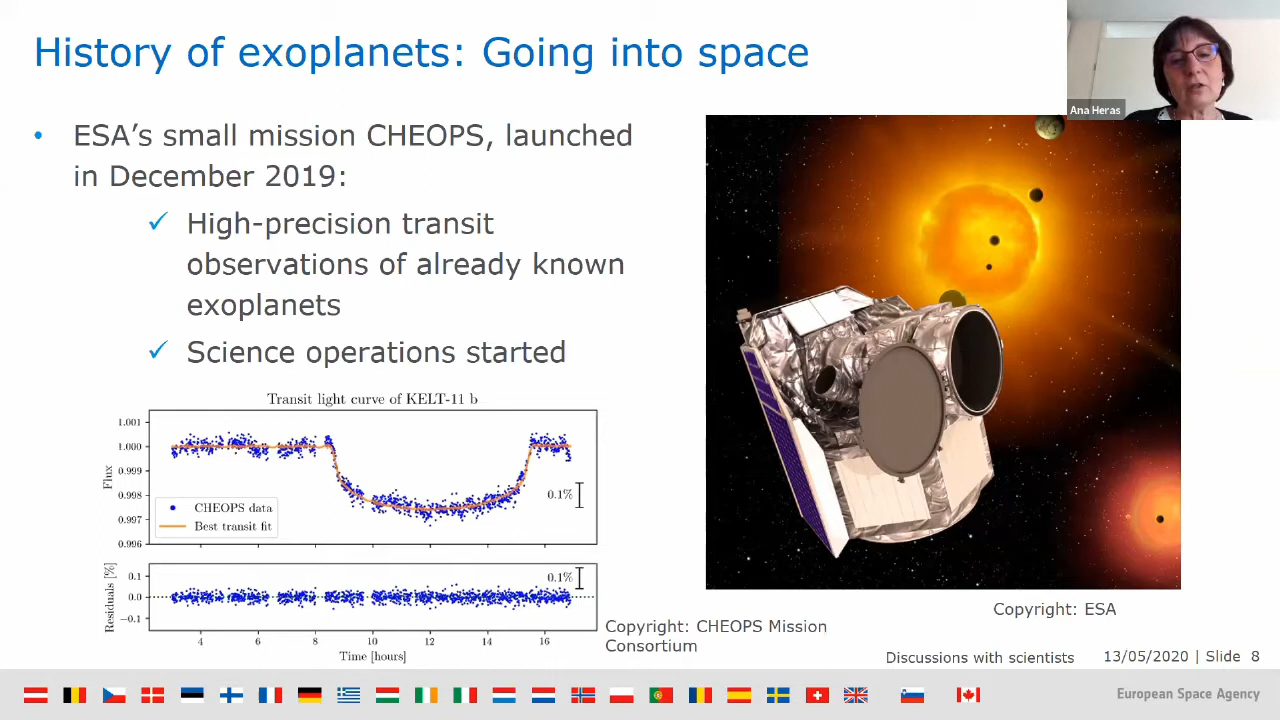 History of exoplanets: Going into space
Ana Heras
• ESA's small mission CHEOPS, launched
in December 2019:
✓ High-precision transit
observations of already known
exoplanets
✓ Science operations started
Transit light curve of KELT-11 b
1.001
1.000
0.999
0.998
0.997
0.996
Flux
0.1%
CHEOPS data
Best transit fit
0.1
0.0
−0.1
Residuals [%]
0.1%
4 6 8 10 12 14 16
Time [hours]
Copyright: CHEOPS Mission
Consortium
Copyright: ESA
Discussions with scientists
13/05/2020 | Slide 8
European Space Agency